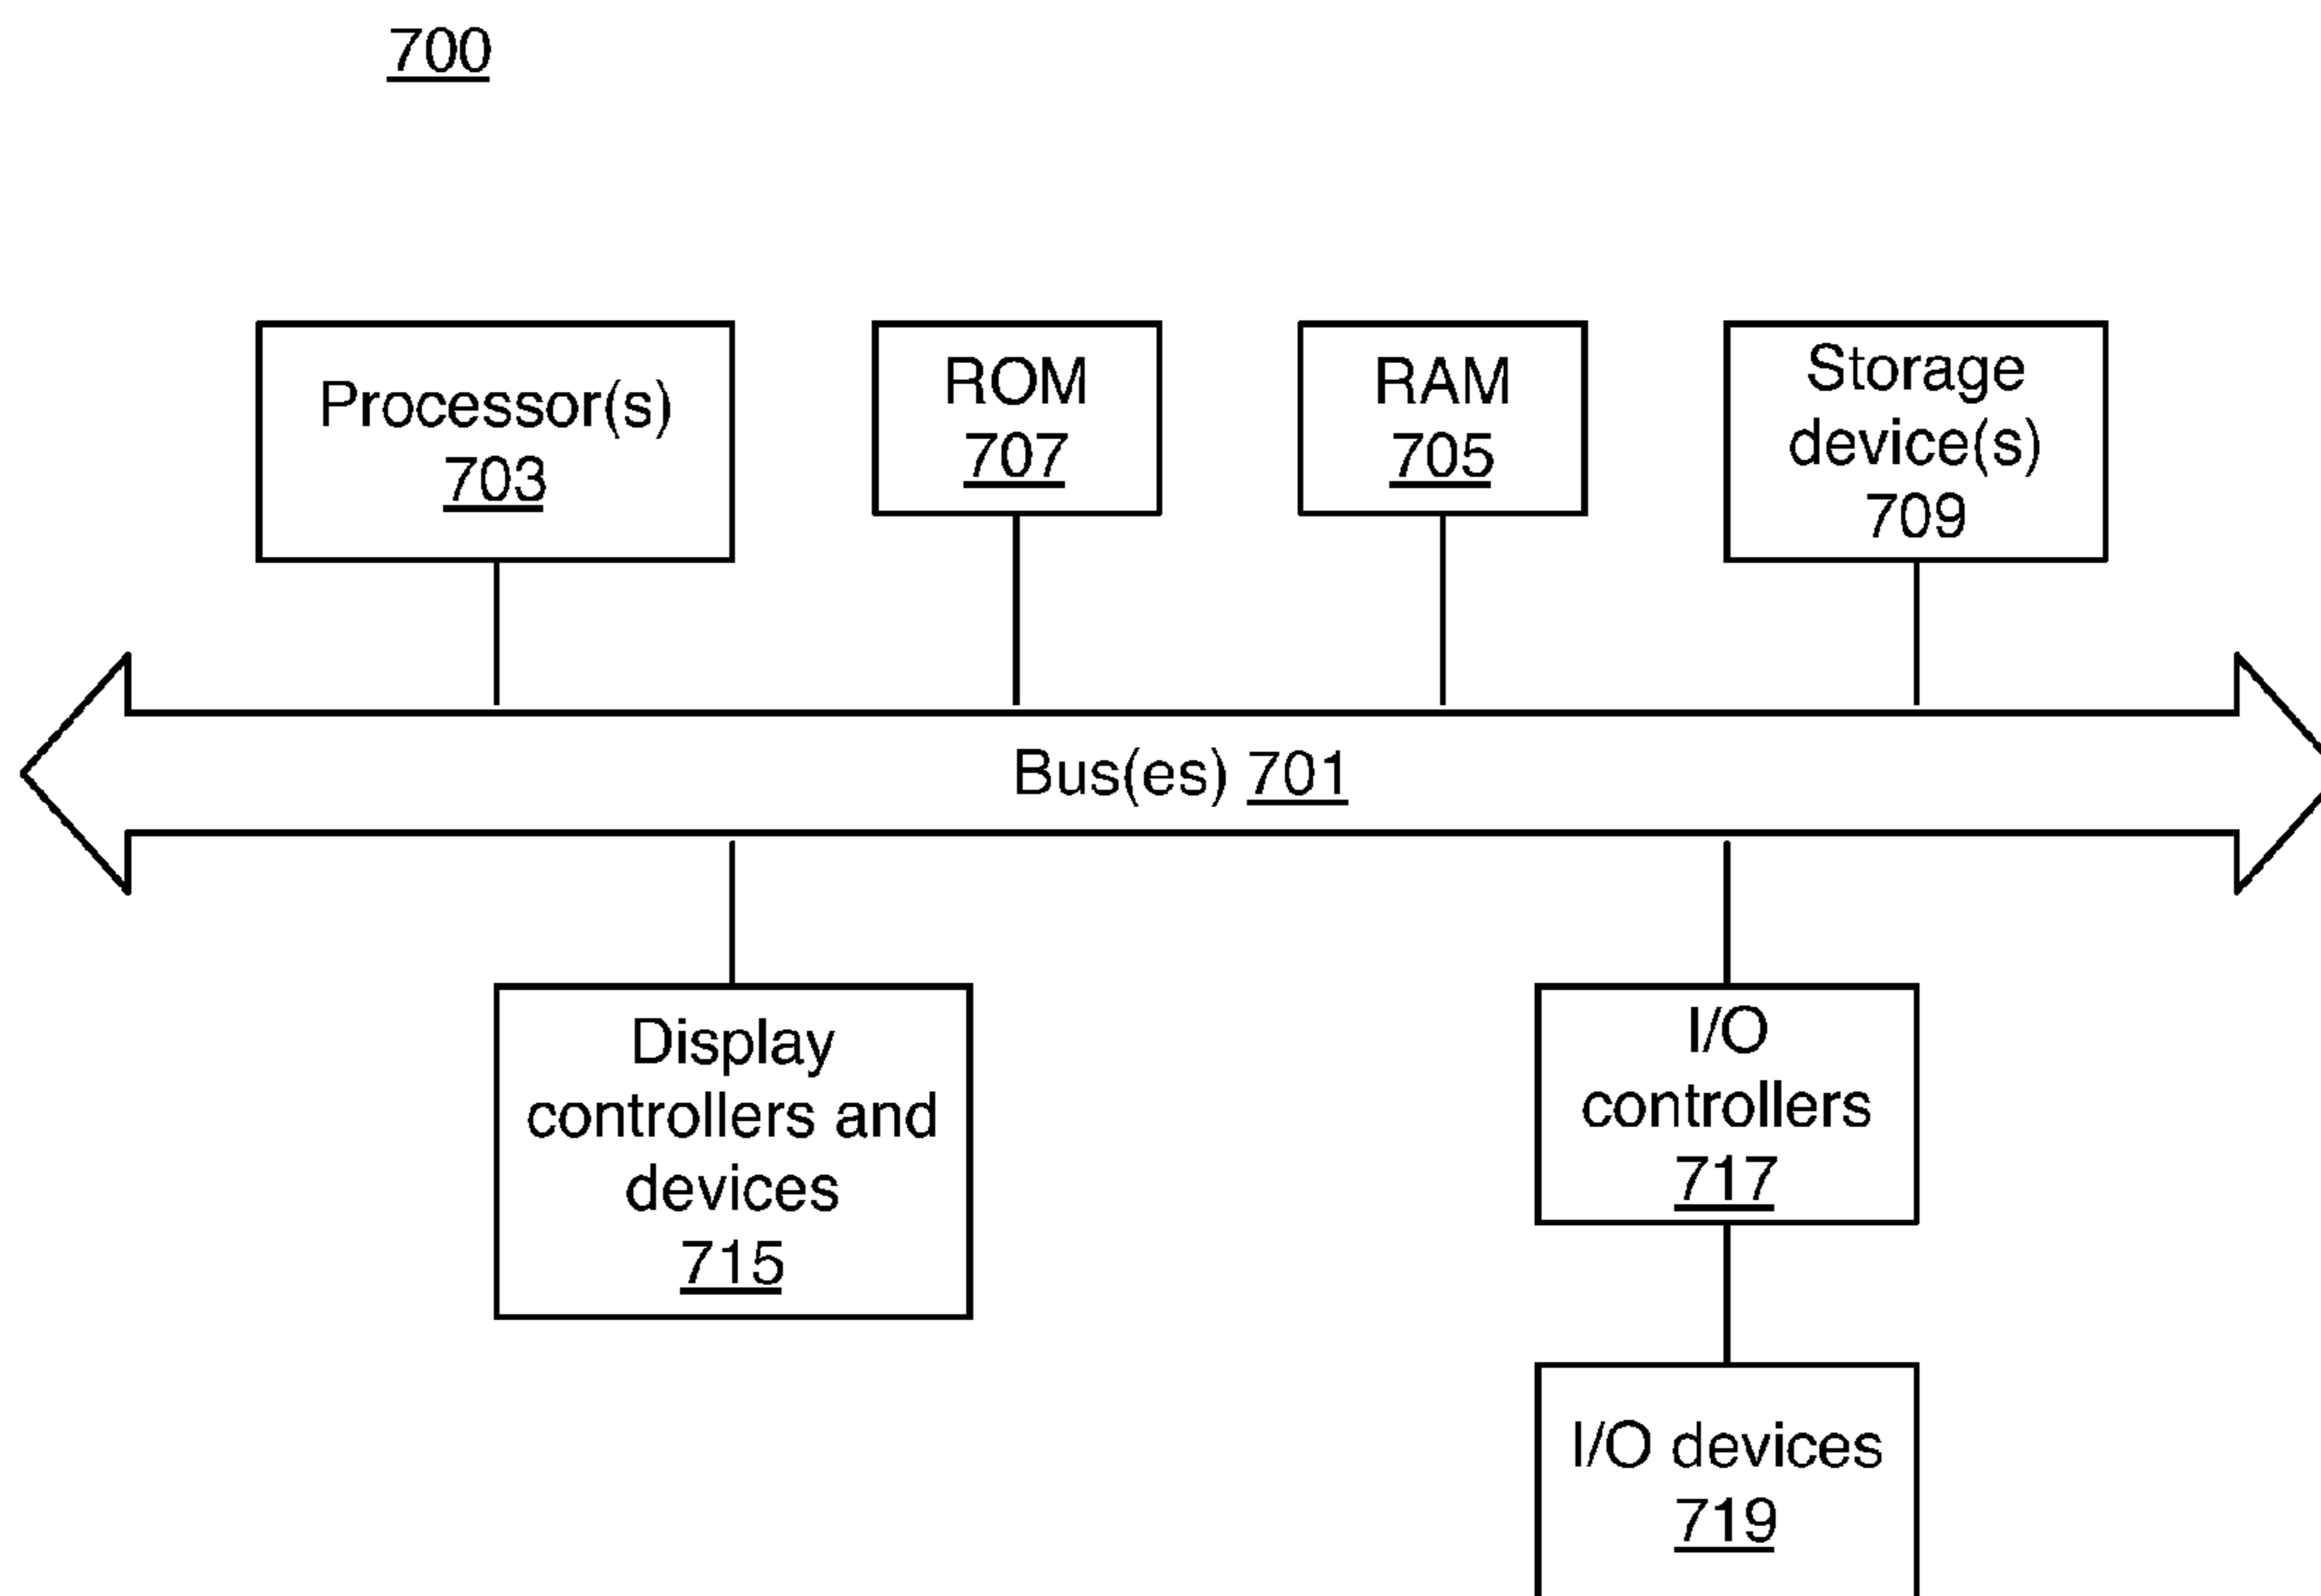 700
Processor(s)
703
ROM
707
RAM
705
Storage
device(s)
709
Bus(es) 701
Display
controllers and
devices
715
I/O
controllers
717
I/O devices
719